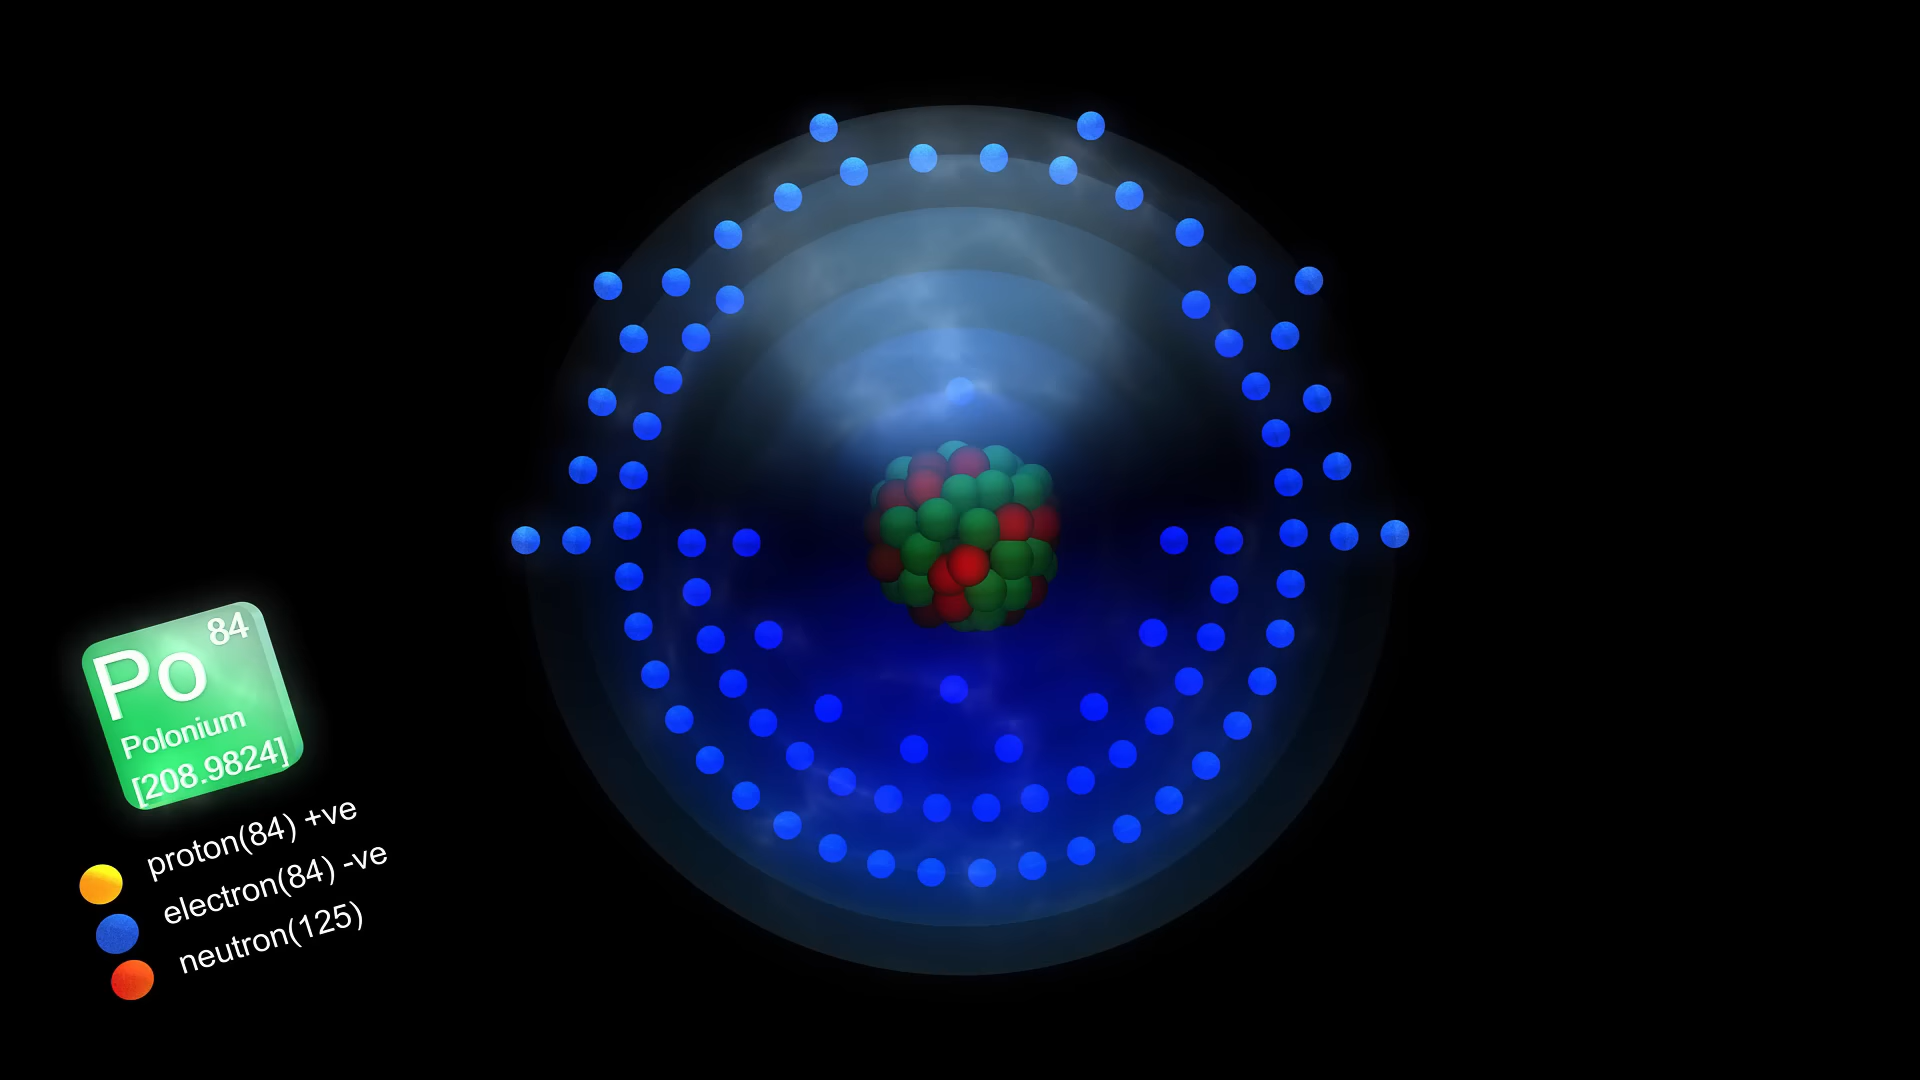 84
Po
Polonium
[208.9824]
proton(84) +ve
electron(84) -ve
neutron(125)